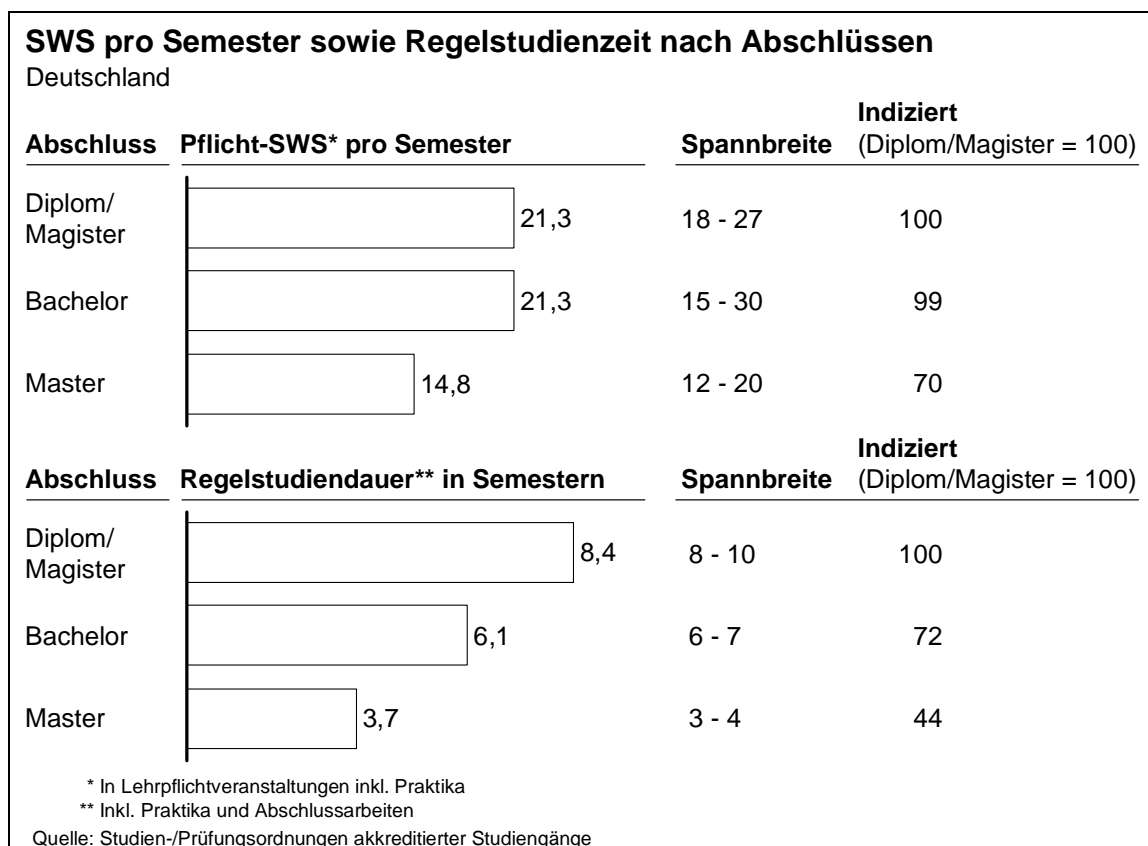 SWS pro Semester sowie Regelstudienzeit nach Abschlüssen
Deutschland
Indiziert
Abschluss Pflicht-SWS* pro Semester Spannbreite (Diplom/Magister = 100)
Diplom/
Magister 21,3 18 - 27 100
Bachelor 21,3 15 - 30 99
Master 14,8 12 - 20 70
Indiziert
Abschluss Regelstudiendauer** in Semestern Spannbreite (Diplom/Magister = 100)
Diplom/
Magister 8,4 8 - 10 100
Bachelor 6,1 6 - 7 72
Master 3,7 3 - 4 44
* In Lehrpflichtveranstaltungen inkl. Praktika
** Inkl. Praktika und Abschlussarbeiten
Quelle: Studien-/Prüfungsordnungen akkreditierter Studiengänge